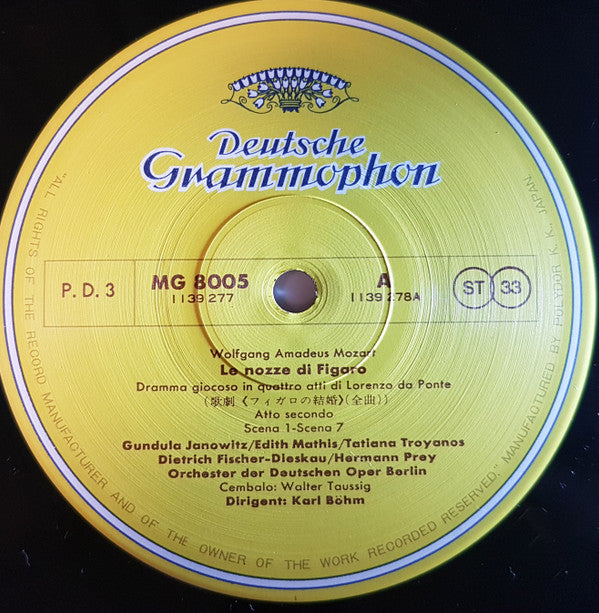 Deutsche
Grammophon
P.D.3 MG 8005 A ST 33
1139 277 1139 278A
Wolfgang Amadeus Mozart
Le nozze di Figaro
Dramma giocoso in quattro atti di Lorenzo da Ponte
(歌劇《フィガロの結婚》(全曲))
Atto secondo
Scena 1-Scena 7
Gundula Janowitz/Edith Mathis/Tatiana Troyanos
Dietrich Fischer-Dieskau/Hermann Prey
Orchester der Deutschen Oper Berlin
Cembalo: Walter Taussig
Dirigent: Karl Böhm
"ALL RIGHTS OF THE RECORD MANUFACTURER AND OF THE OWNER OF THE WORK RECORDED RESERVED." MANUFACTURED BY POLYDOR K.K., JAPAN